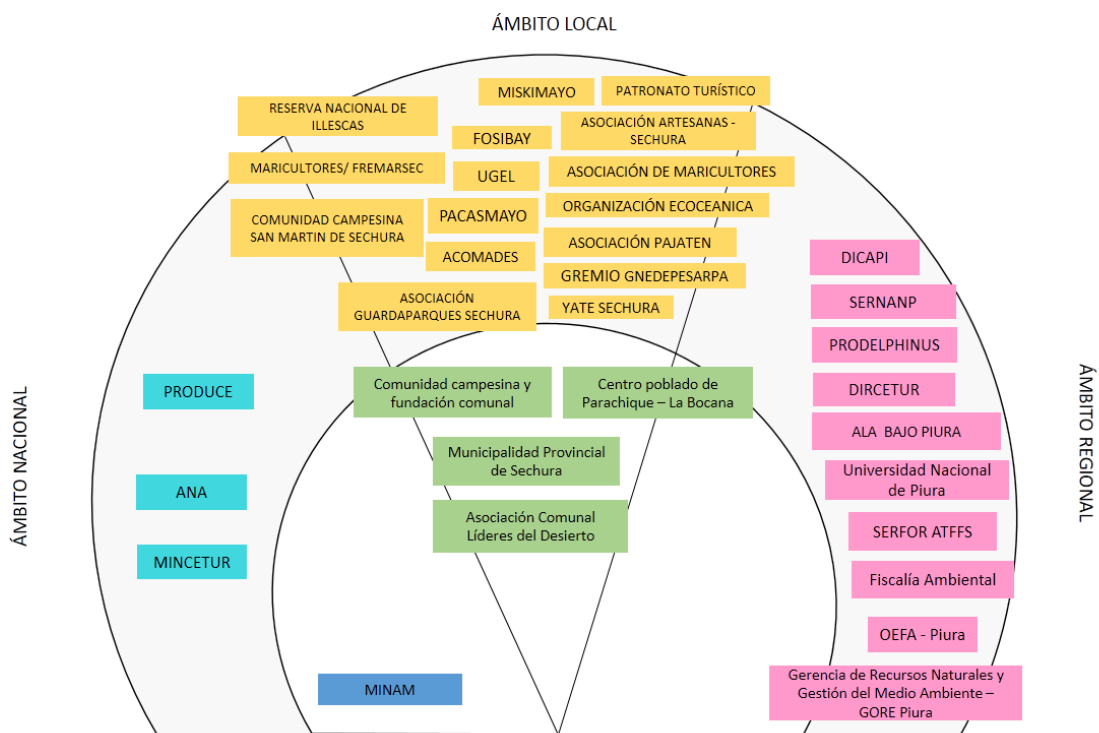 ÁMBITO LOCAL
MISKIMAYO
PATRONATO TURÍSTICO
RESERVA NACIONAL DE
ILLESCAS
FOSIBAY
ASOCIACIÓN ARTESANAS -
SECHURA
MARICULTORES/ FREMARSEC
UGEL
ASOCIACIÓN DE MARICULTORES
COMUNIDAD CAMPESINA
SAN MARTIN DE SECHURA
PACASMAYO
ORGANIZACIÓN ECOCEANICA
ACOMADES
ASOCIACIÓN PAJATEN
GREMIO GNEDEPESARPA
ASOCIACIÓN
GUARDAPARQUES SECHURA
YATE SECHURA
DICAPI
SERNANP
PRODELPHINUS
DIRCETUR
ALA BAJO PIURA
Universidad Nacional
de Piura
SERFOR ATFFS
Fiscalía Ambiental
OEFA - Piura
Gerencia de Recursos Naturales y
Gestión del Medio Ambiente –
GORE Piura
ÁMBITO REGIONAL
Comunidad campesina y
fundación comunal
Centro poblado de
Parachique – La Bocana
Municipalidad Provincial
de Sechura
Asociación Comunal
Líderes del Desierto
PRODUCE
ANA
MINCETUR
ÁMBITO NACIONAL
MINAM